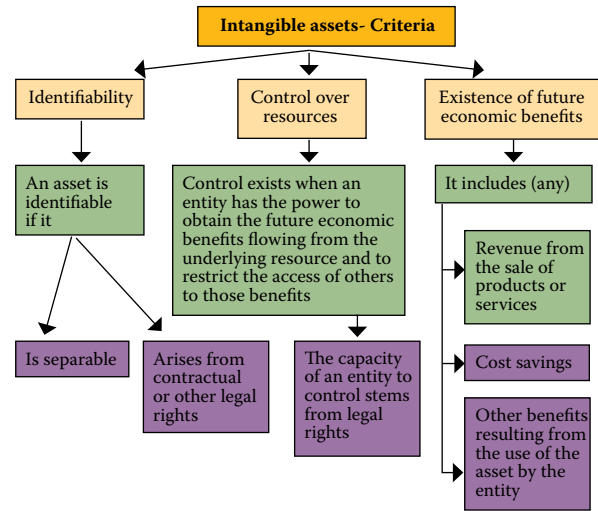 Intangible assets- Criteria
Identifiability
Control over
resources
Existence of future
economic benefits
An asset is
identifiable
if it
Control exists when an
entity has the power to
obtain the future economic
benefits flowing from the
underlying resource and to
restrict the access of others
to those benefits
It includes (any)
Revenue from
the sale of
products or
services
Is separable
Arises from
contractual
or other legal
rights
The capacity
of an entity to
control stems
from legal
rights
Cost savings
Other benefits
resulting from
the use of the
asset by the
entity